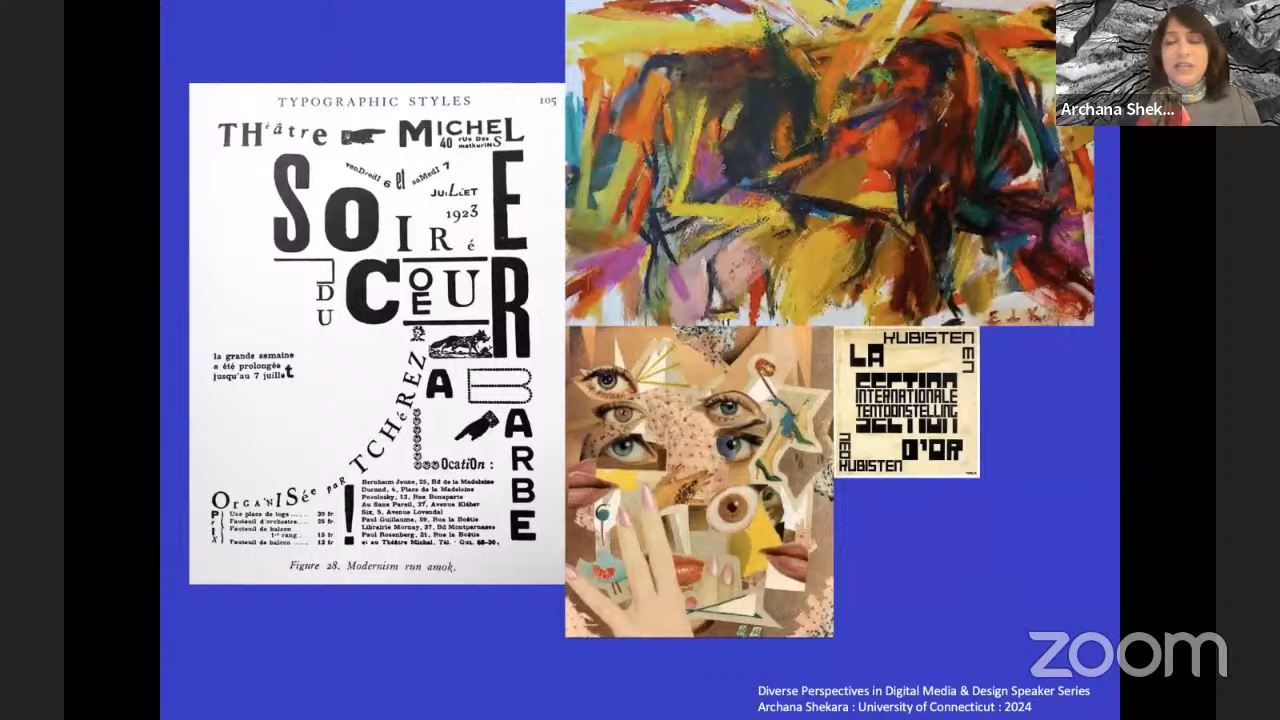 TYPOGRAPHIC STYLES 105
THéâtre MICHEL
40 rue Des mathurinS
SOIRéE
venDredI 6 et saMedI 7
JUiLLET
1923
DU CŒUR
la grande semaine
a été prolongée
jusqu'au 7 juillet
A BARBE
TCHéREZ
LocatiOn :
OrGANISée paR
PrIX
Une place de loge ...... 30 fr.
Fauteuil d'orchestre.... 25 fr.
Fauteuil de balcon
1er rang.... 15 fr
Fauteuil de balcon ...... 12 fr
!
Bernheim Jeune, 25, Bd de la Madeleine
Durand, 4, Place de la Madeleine
Povolozky, 13, Rue Bonaparte
Au Sans Pareil, 37, Avenue Kléber
Six, 5, Avenue Lowendal
Paul Guillaume, 59, Rue la Boëtie
Librairie Mornay, 37, Bd Montparnasse
Paul Rosenberg, 21, Rue la Boëtie
et au Théâtre Michel, Tél. : Gut.
Figure 28. Modernism run amok.
E de K
KUBISTEN
EN
LA
SECTION
INTERNATIONALE
TENTOONSTELLING
SECTION
D'OR
NEO
KUBISTEN
Archana Shek...
zoom
Diverse Perspectives in Digital Media & Design Speaker Series
Archana Shekara : University of Connecticut : 2024